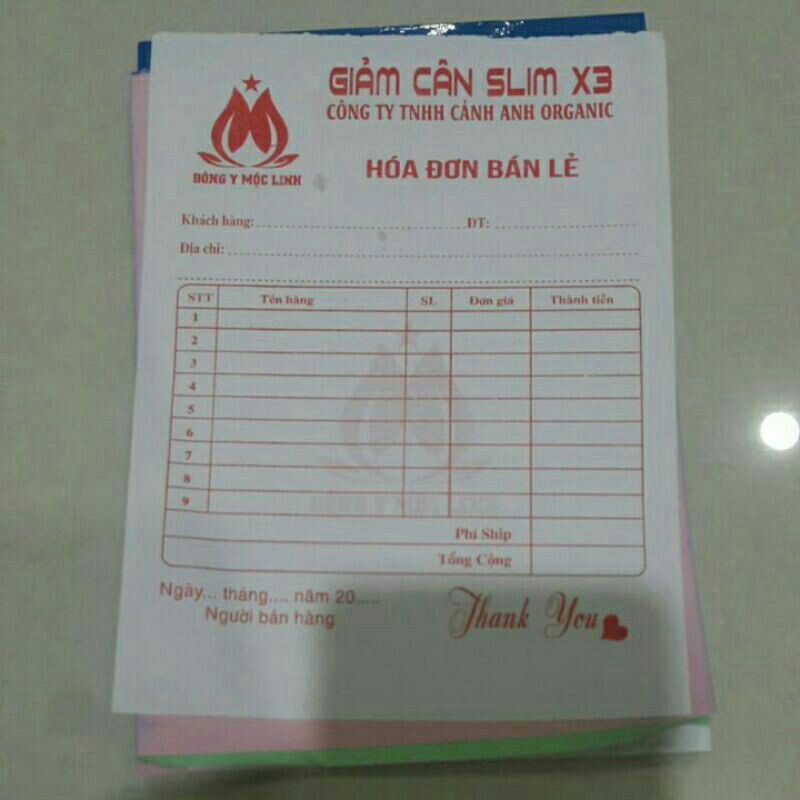 GIẢM CÂN SLIM X3
CÔNG TY TNHH CẢNH ANH ORGANIC
ĐÔNG Y MỘC LINH
HÓA ĐƠN BÁN LẺ
Khách hàng: ĐT:
Địa chỉ:
STT Tên hàng SL Đơn giá Thành tiền
1
2
3
4
5
6
7
8
9
Phí Ship
Tổng Cộng
Ngày... tháng.... năm 20.....
Người bán hàng
Thank You